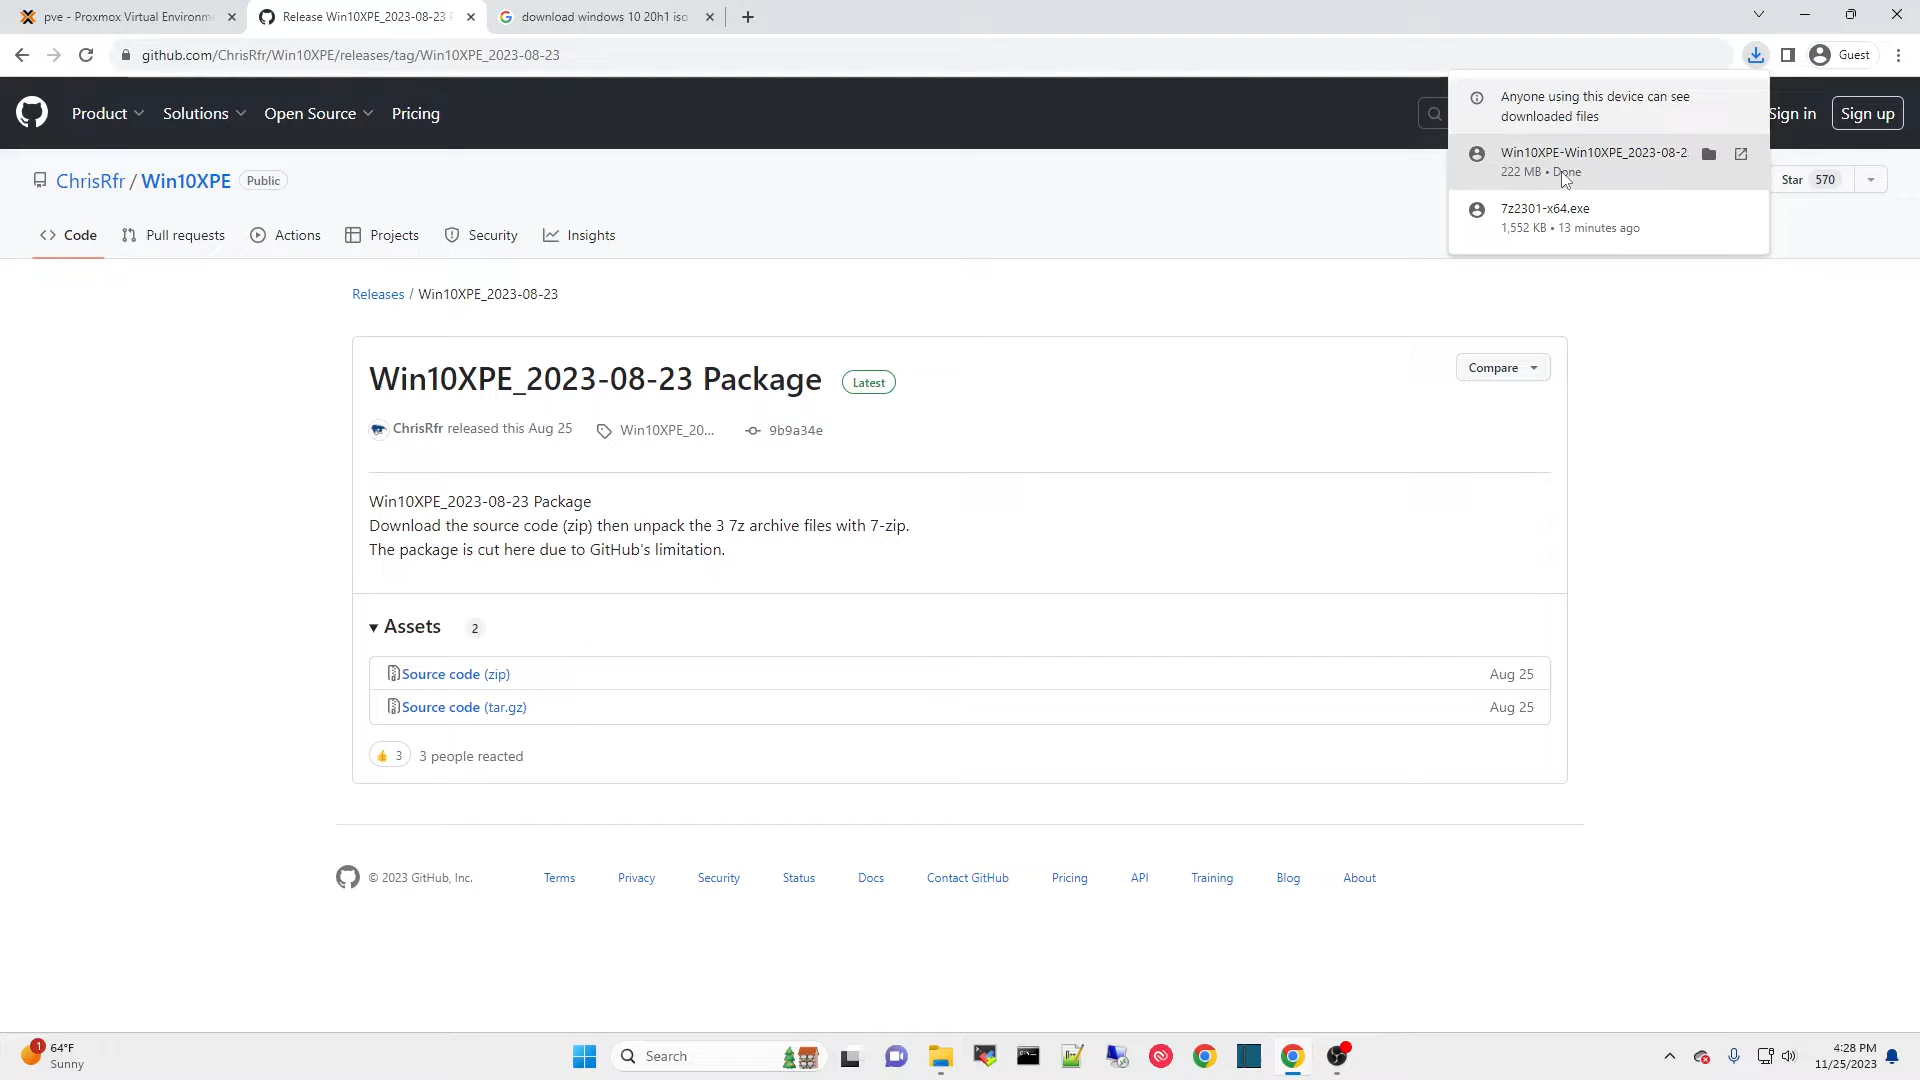 pve - Proxmox Virtual Environm
Release Win10XPE_2023-08-23 P
download windows 10 20h1 iso
github.com/ChrisRfr/Win10XPE/releases/tag/Win10XPE_2023-08-23
Guest
Product
Solutions
Open Source
Pricing
Sign in
Sign up
Anyone using this device can see
downloaded files
Win10XPE-Win10XPE_2023-08-2
222 MB • Done
7z2301-x64.exe
1,552 KB • 13 minutes ago
ChrisRfr / Win10XPE
Public
Star 570
Code
Pull requests
Actions
Projects
Security
Insights
Releases / Win10XPE_2023-08-23
Win10XPE_2023-08-23 Package
Latest
Compare
ChrisRfr released this Aug 25
Win10XPE_20...
9b9a34e
Win10XPE_2023-08-23 Package
Download the source code (zip) then unpack the 3 7z archive files with 7-zip.
The package is cut here due to GitHub's limitation.
Assets 2
Source code (zip)
Aug 25
Source code (tar.gz)
Aug 25
3
3 people reacted
© 2023 GitHub, Inc.
Terms
Privacy
Security
Status
Docs
Contact GitHub
Pricing
API
Training
Blog
About
1
64°F
Sunny
Search
4:28 PM
11/25/2023